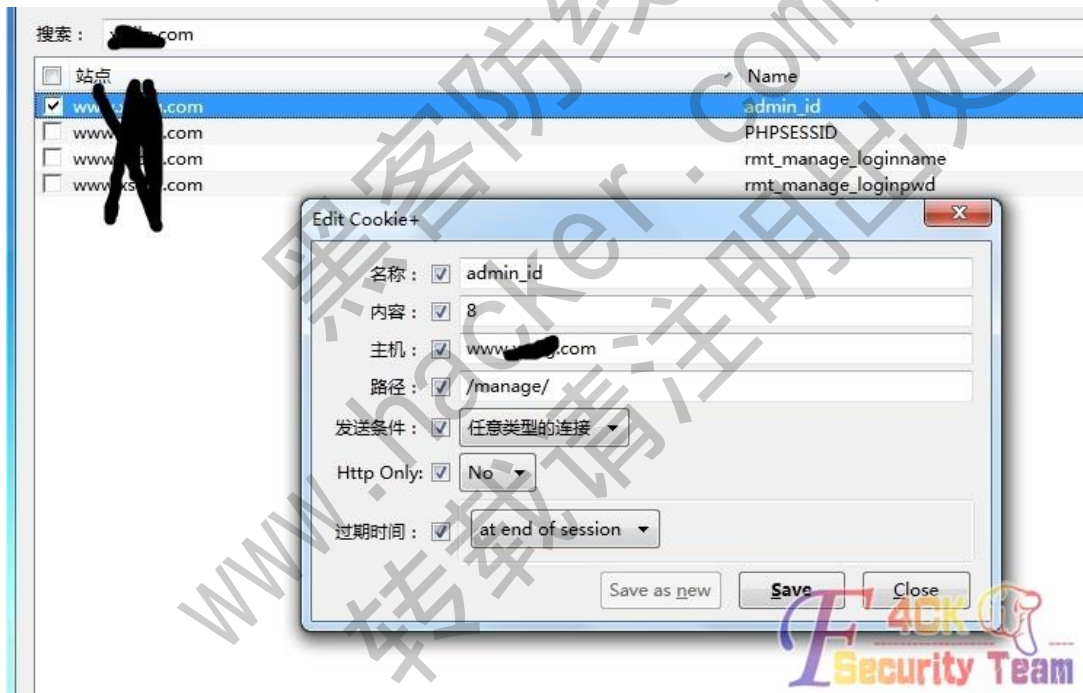 搜索： .com
站点 Name
www. .com admin_id
www. .com PHPSESSID
www. .com rmt_manage_loginname
www. .com rmt_manage_loginpwd
Edit Cookie+
名称： admin_id
内容： 8
主机： www. .com
路径： /manage/
发送条件： 任意类型的连接
Http Only: No
过期时间： at end of session
Save as new Save Close
黑客防线
www.hacker.com
转载请注明出处
F4CK
Security Team